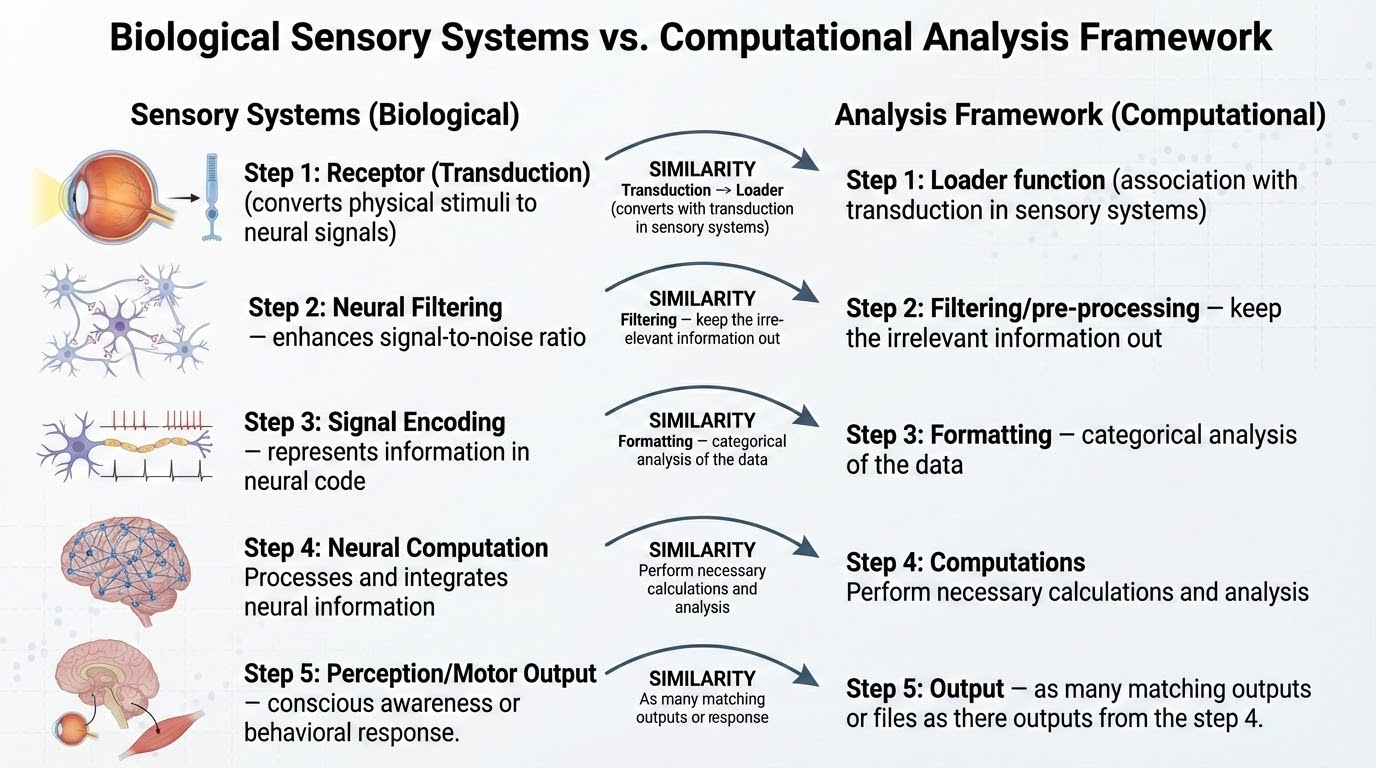 Biological Sensory Systems vs. Computational Analysis Framework
Sensory Systems (Biological)
Analysis Framework (Computational)
Step 1: Receptor (Transduction)
(converts physical stimuli to
neural signals)
SIMILARITY
Transduction → Loader
(converts with transduction
in sensory systems)
Step 1: Loader function (association with
transduction in sensory systems)
Step 2: Neural Filtering
— enhances signal-to-noise ratio
SIMILARITY
Filtering – keep the irre-
elevant information out
Step 2: Filtering/pre-processing – keep
the irrelevant information out
Step 3: Signal Encoding
– represents information in
neural code
SIMILARITY
Formatting – categorical
analysis of the data
Step 3: Formatting – categorical analysis
of the data
Step 4: Neural Computation
Processes and integrates
neural information
SIMILARITY
Perform necessary
calculations and
analysis
Step 4: Computations
Perform necessary calculations and analysis
Step 5: Perception/Motor Output
– conscious awareness or
behavioral response.
SIMILARITY
As many matching
outputs or response
Step 5: Output – as many matching outputs
or files as there outputs from the step 4.